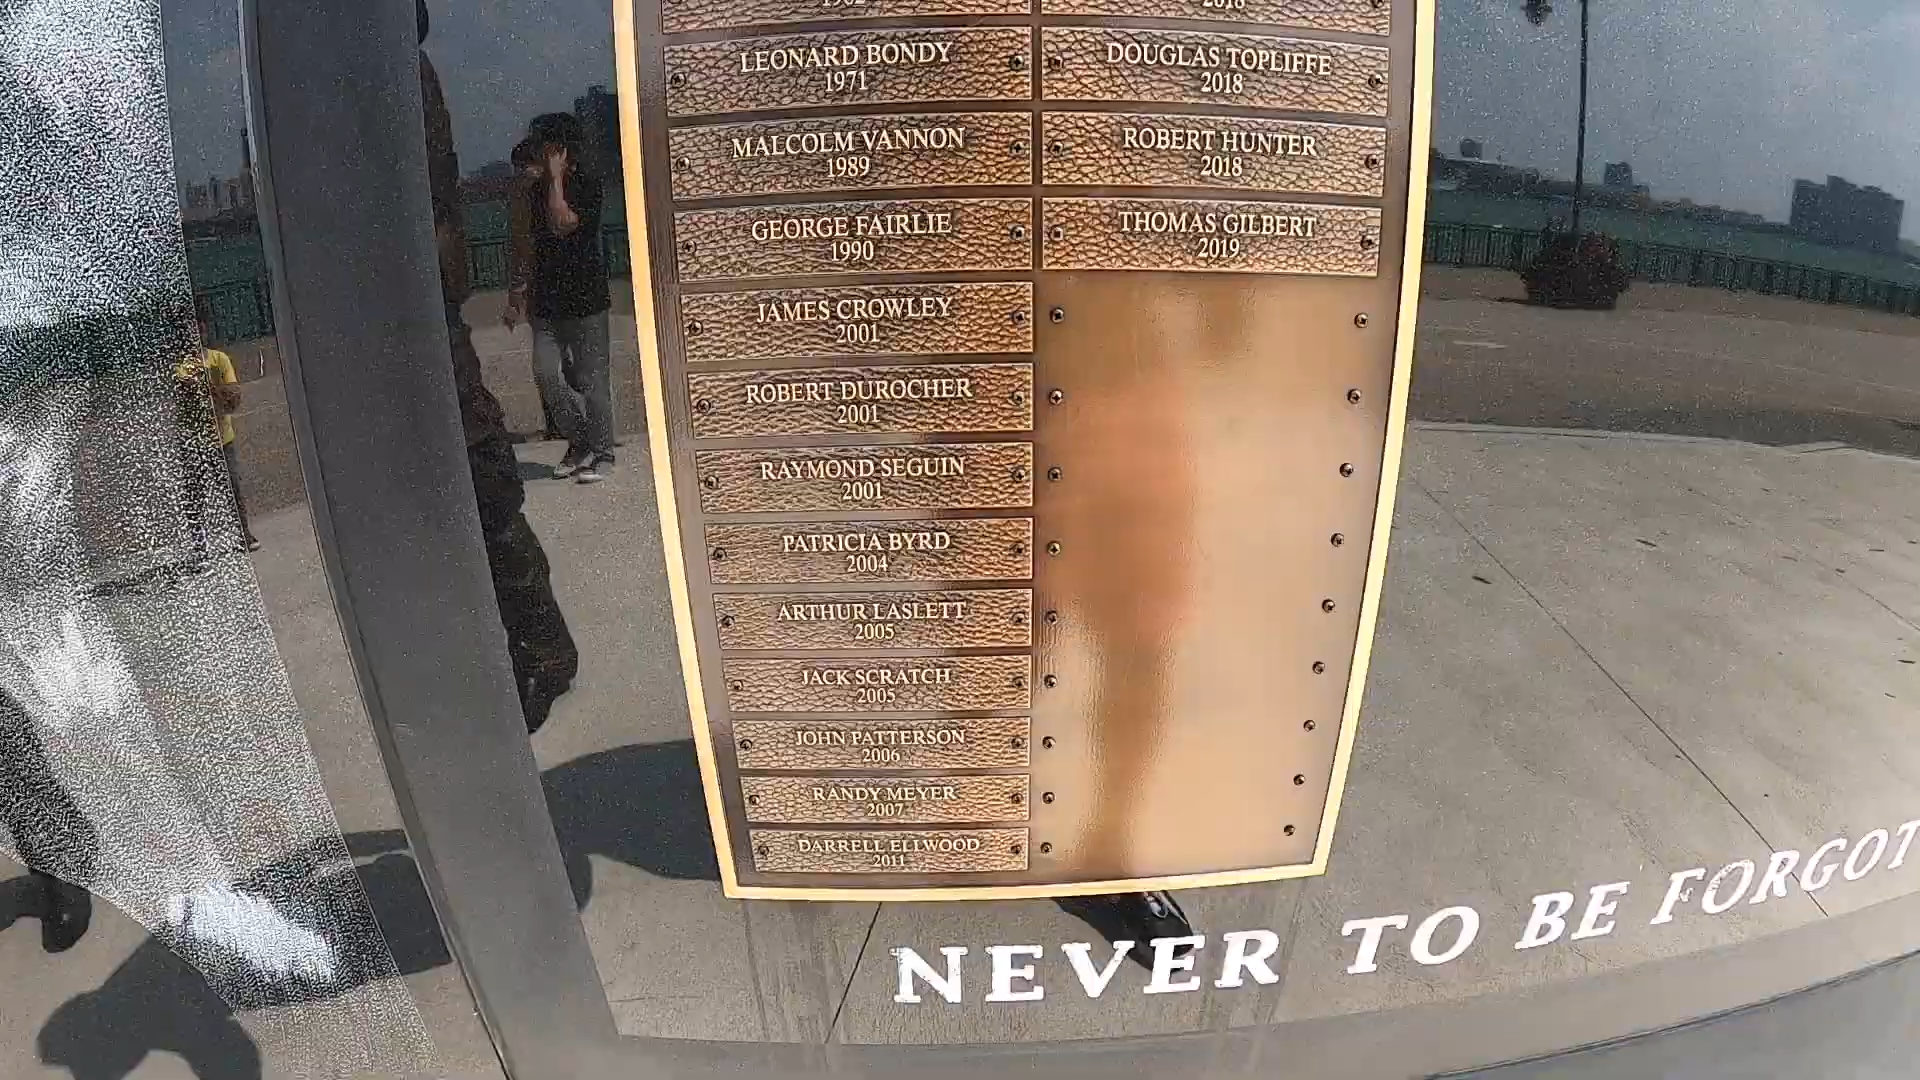 1962
LEONARD BONDY
1971
MALCOLM VANNON
1989
GEORGE FAIRLIE
1990
JAMES CROWLEY
2001
ROBERT DUROCHER
2001
RAYMOND SEGUIN
2001
PATRICIA BYRD
2004
ARTHUR LASLETT
2005
JACK SCRATCH
2005
JOHN PATTERSON
2006
RANDY MEYER
2007
DARRELL ELLWOOD
2011
2018
DOUGLAS TOPLIFFE
2018
ROBERT HUNTER
2018
THOMAS GILBERT
2019
NEVER TO BE FORGOT